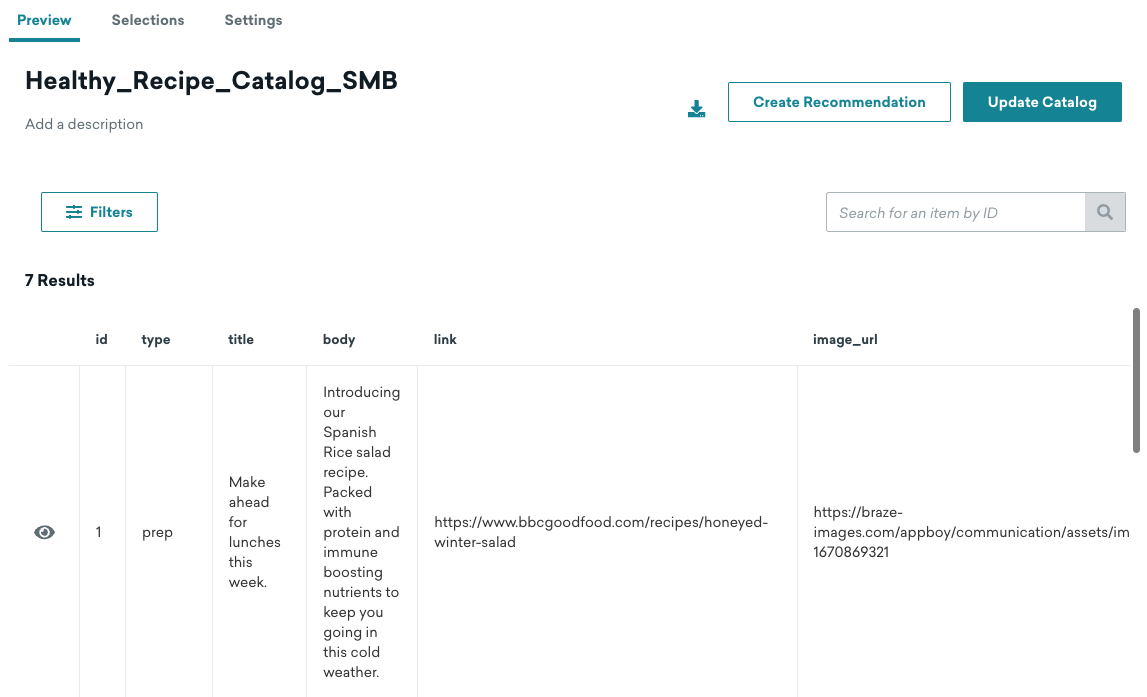 Preview Selections Settings
Healthy_Recipe_Catalog_SMB
Add a description
Create Recommendation
Update Catalog
Filters
Search for an item by ID
7 Results
id type title body link image_url
1
prep
Make
ahead
for
lunches
this
week.
Introducing
our
Spanish
Rice salad
recipe.
Packed
with
protein and
immune
boosting
nutrients to
keep you
going in
this cold
weather.
https://www.bbcgoodfood.com/recipes/honeyed-
winter-salad
https://braze-
images.com/appboy/communication/assets/im
1670869321